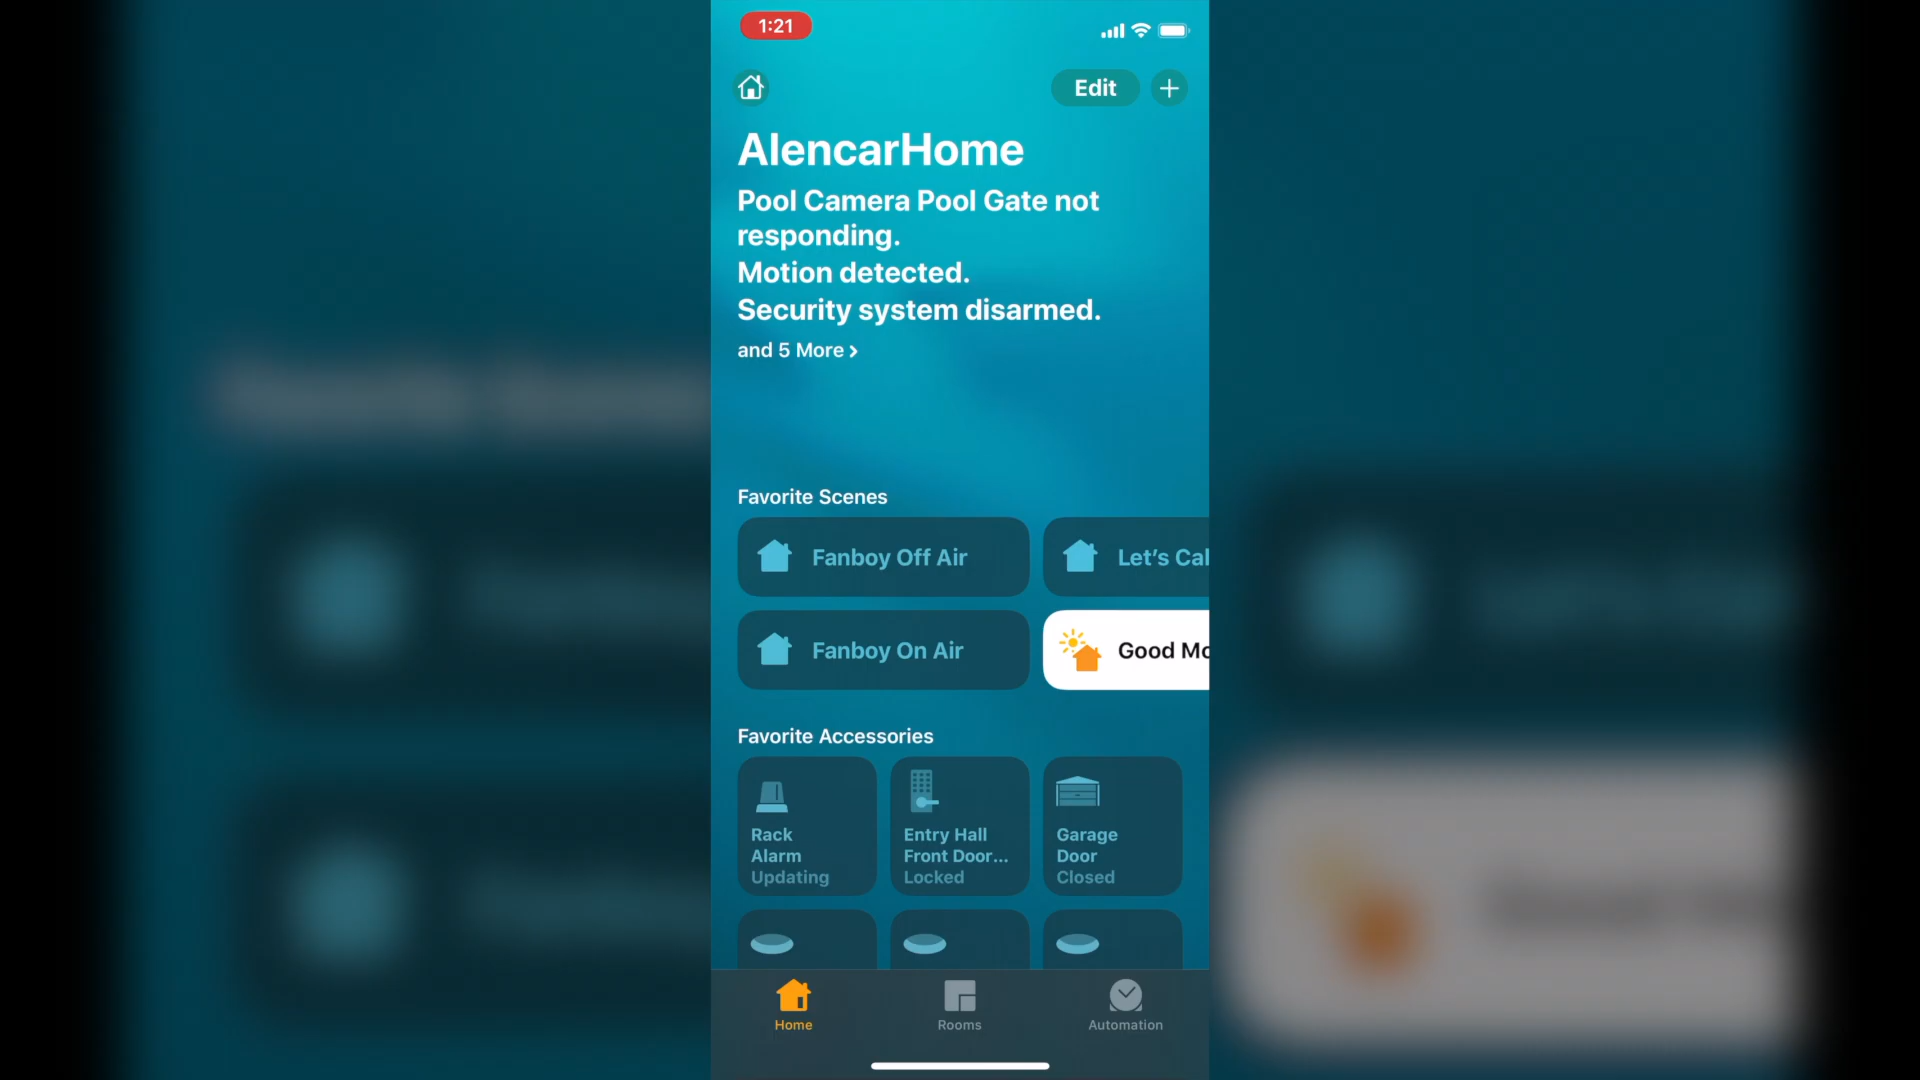 1:21
Edit
AlencarHome
Pool Camera Pool Gate not
responding.
Motion detected.
Security system disarmed.
and 5 More ›
Favorite Scenes
Fanboy Off Air
Let’s Cal
Fanboy On Air
Good Mo
Favorite Accessories
Rack
Alarm
Updating
Entry Hall
Front Door...
Locked
Garage
Door
Closed
Home
Rooms
Automation